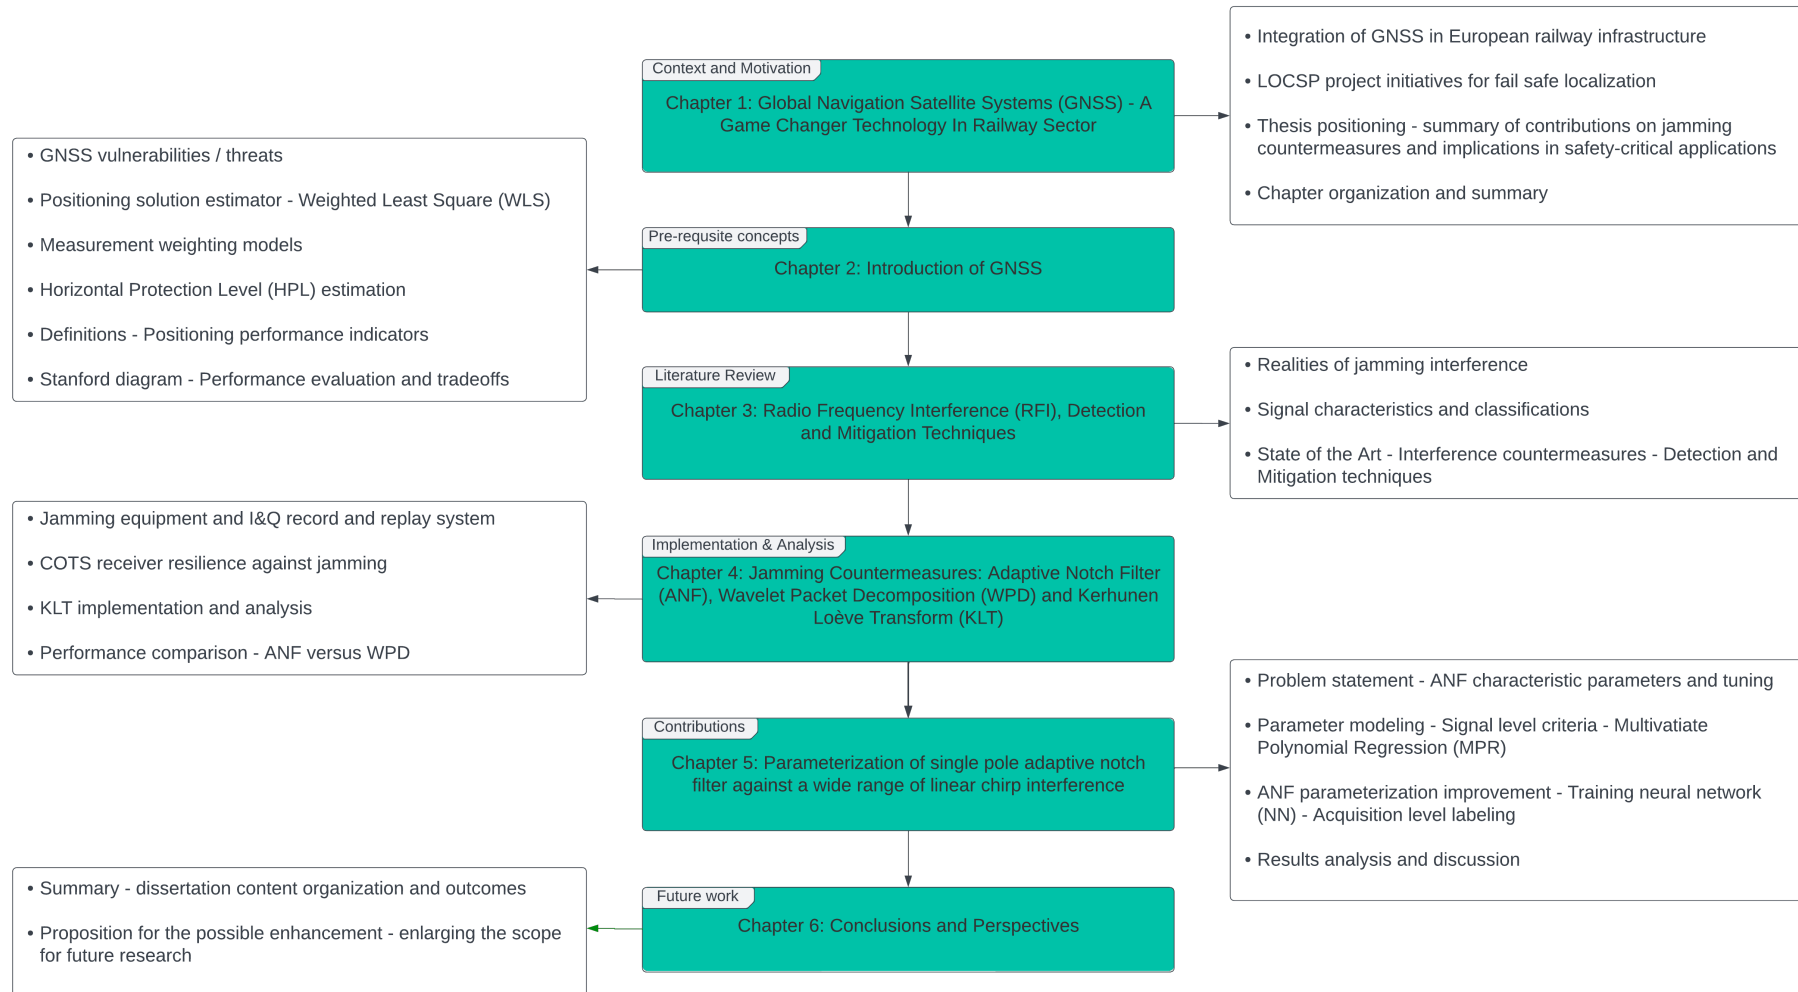 Context and Motivation
Chapter 1: Global Navigation Satellite Systems (GNSS) - A
Game Changer Technology In Railway Sector
• Integration of GNSS in European railway infrastructure
• LOCSP project initiatives for fail safe localization
• Thesis positioning - summary of contributions on jamming
countermeasures and implications in safety-critical applications
• Chapter organization and summary
Pre-requsite concepts
Chapter 2: Introduction of GNSS
• GNSS vulnerabilities / threats
• Positioning solution estimator - Weighted Least Square (WLS)
• Measurement weighting models
• Horizontal Protection Level (HPL) estimation
• Definitions - Positioning performance indicators
• Stanford diagram - Performance evaluation and tradeoffs
Literature Review
Chapter 3: Radio Frequency Interference (RFI), Detection
and Mitigation Techniques
• Realities of jamming interference
• Signal characteristics and classifications
• State of the Art - Interference countermeasures - Detection and
Mitigation techniques
Implementation & Analysis
Chapter 4: Jamming Countermeasures: Adaptive Notch Filter
(ANF), Wavelet Packet Decomposition (WPD) and Kerhunen
Loève Transform (KLT)
• Jamming equipment and I&Q record and replay system
• COTS receiver resilience against jamming
• KLT implementation and analysis
• Performance comparison - ANF versus WPD
Contributions
Chapter 5: Parameterization of single pole adaptive notch
filter against a wide range of linear chirp interference
• Problem statement - ANF characteristic parameters and tuning
• Parameter modeling - Signal level criteria - Multivatiate
Polynomial Regression (MPR)
• ANF parameterization improvement - Training neural network
(NN) - Acquisition level labeling
• Results analysis and discussion
Future work
Chapter 6: Conclusions and Perspectives
• Summary - dissertation content organization and outcomes
• Proposition for the possible enhancement - enlarging the scope
for future research